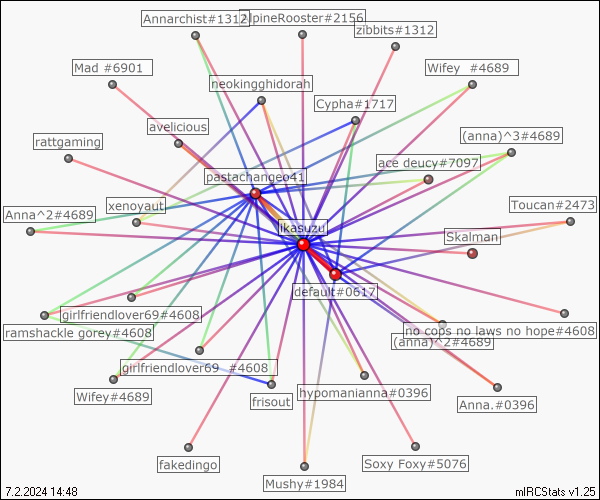 Annarchist#1312
AlpineRooster#2156
zibbits#1312
Mad #6901
neokingghidorah
Wifey  #4689
Cypha#1717
rattgaming
avelicious
(anna)^3#4689
pastachangeo41
ace deucy#7097
Anna^2#4689
xenoyaut
Toucan#2473
ikasuzu
Skalman
default#0617
girlfriendlover69#4608
ramshackle gorey#4608
no cops no laws no hope#4608
(anna)^2#4689
girlfriendlover69  #4608
Wifey#4689
frisout
hypomanianna#0396
Anna.#0396
fakedingo
Soxy Foxy#5076
Mushy#1984
7.2.2024 14:48
mIRCStats v1.25